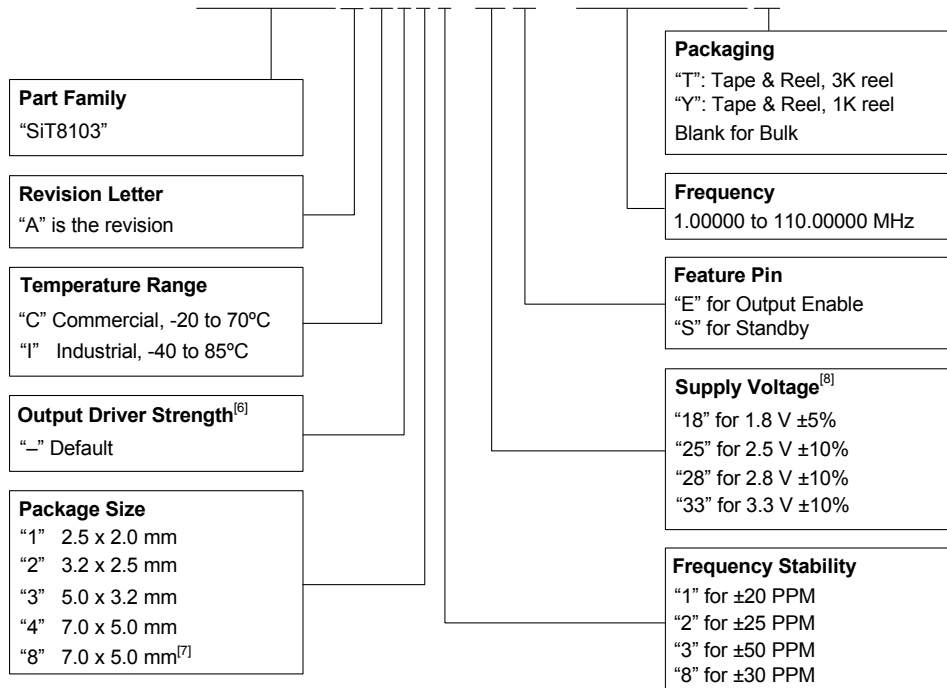 Part Family
“SiT8103”
Revision Letter
“A” is the revision
Temperature Range
“C” Commercial, -20 to 70ºC
“I” Industrial, -40 to 85ºC
Output Driver Strength[6]
“–” Default
Package Size
“1” 2.5 x 2.0 mm
“2” 3.2 x 2.5 mm
“3” 5.0 x 3.2 mm
“4” 7.0 x 5.0 mm
“8” 7.0 x 5.0 mm[7]
Packaging
“T”: Tape & Reel, 3K reel
“Y”: Tape & Reel, 1K reel
Blank for Bulk
Frequency
1.00000 to 110.00000 MHz
Feature Pin
“E” for Output Enable
“S” for Standby
Supply Voltage[8]
“18” for 1.8 V ±5%
“25” for 2.5 V ±10%
“28” for 2.8 V ±10%
“33” for 3.3 V ±10%
Frequency Stability
“1” for ±20 PPM
“2” for ±25 PPM
“3” for ±50 PPM
“8” for ±30 PPM